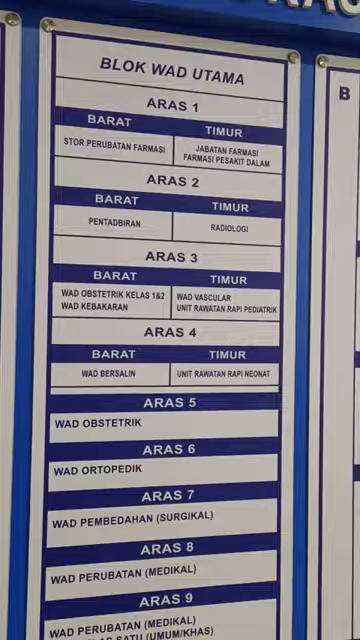 BLOK WAD UTAMA
ARAS 1
BARAT TIMUR
STOR PERUBATAN FARMASI
JABATAN FARMASI
FARMASI PESAKIT DALAM
ARAS 2
BARAT TIMUR
PENTADBIRAN
RADIOLOGI
ARAS 3
BARAT TIMUR
WAD OBSTETRIK KELAS 1&2
WAD KEBAKARAN
WAD VASCULAR
UNIT RAWATAN RAPI PEDIATRIK
ARAS 4
BARAT TIMUR
WAD BERSALIN
UNIT RAWATAN RAPI NEONAT
ARAS 5
WAD OBSTETRIK
ARAS 6
WAD ORTOPEDIK
ARAS 7
WAD PEMBEDAHAN (SURGIKAL)
ARAS 8
WAD PERUBATAN (MEDIKAL)
ARAS 9
WAD PERUBATAN (MEDIKAL)
SATU (UMUM/KHAS)
B